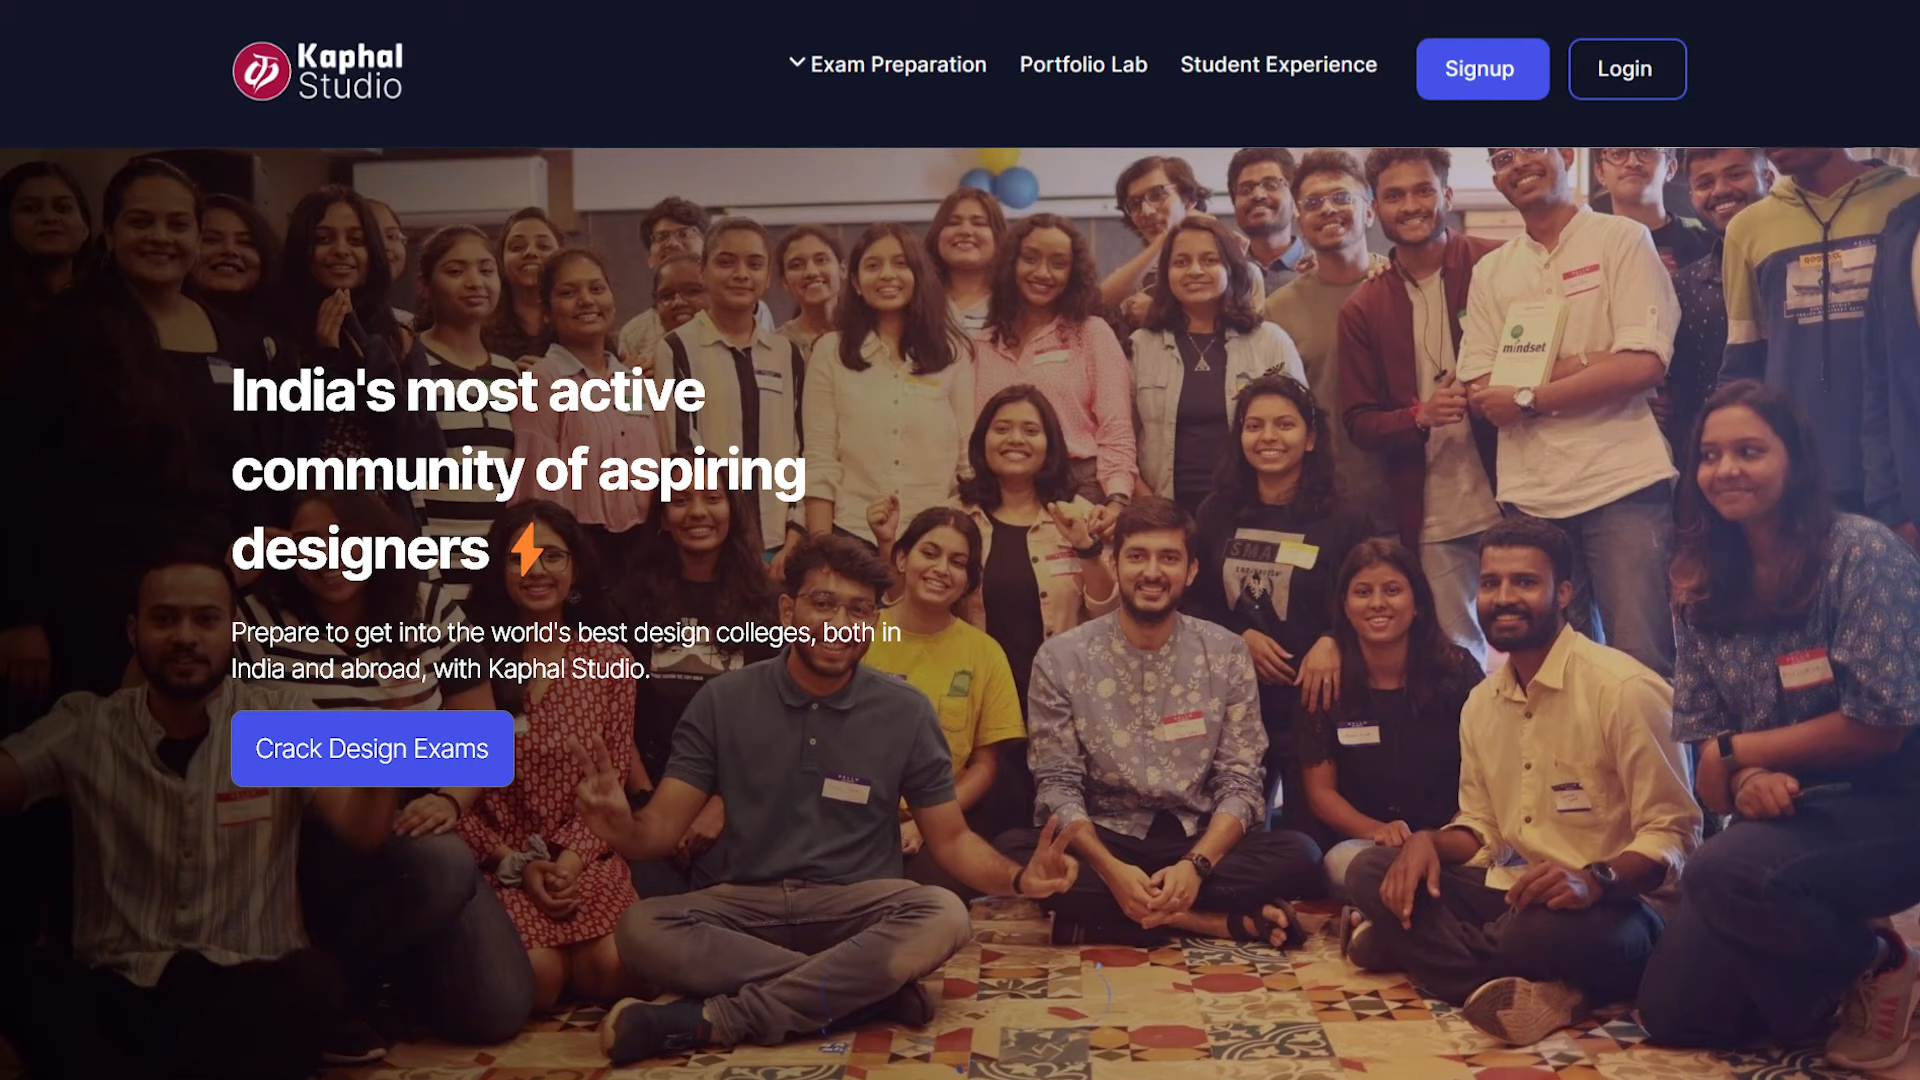 Kaphal
Studio
Exam Preparation
Portfolio Lab
Student Experience
Signup
Login
India's most active
community of aspiring
designers
Prepare to get into the world's best design colleges, both in
India and abroad, with Kaphal Studio.
Crack Design Exams
mindset